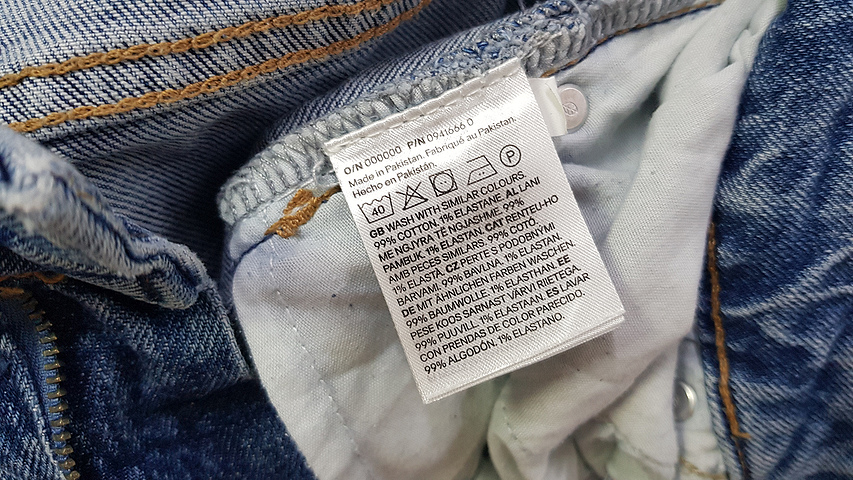 O/N 000000 P/N 0941666 0
Made in Pakistan. Fabriqué au Pakistan.
Hecho en Pakistán.
40 P
GB WASH WITH SIMILAR COLOURS.
99% COTTON, 1% ELASTANE. AL LANI
ME NGJYRA TË NGJASHME. 99%
PAMBUK, 1% ELASTAN. CAT RENTEU-HO
AMB PECES SIMILARS. 99% COTÓ,
1% ELASTÀ. CZ PERTE S PODOBNÝMI
BARVAMI. 99% BAVLNA, 1% ELASTAN.
DE MIT ÄHNLICHEN FARBEN WASCHEN.
99% BAUMWOLLE, 1% ELASTHAN. EE
PESE KOOS SARNAST VÄRVI RIIETEGA.
99% PUUVILL, 1% ELASTAAN. ES LAVAR
CON PRENDAS DE COLOR PARECIDO.
99% ALGODÓN, 1% ELASTANO.